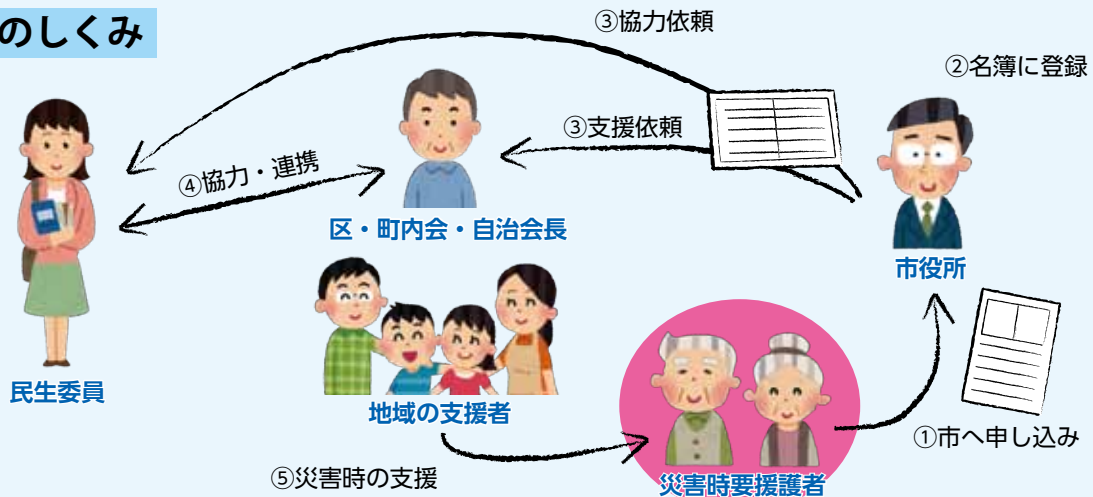 のしくみ
③協力依頼
②名簿に登録
③支援依頼
④協力・連携
区・町内会・自治会長
市役所
民生委員
地域の支援者
①市へ申し込み
⑤災害時の支援
災害時要援護者